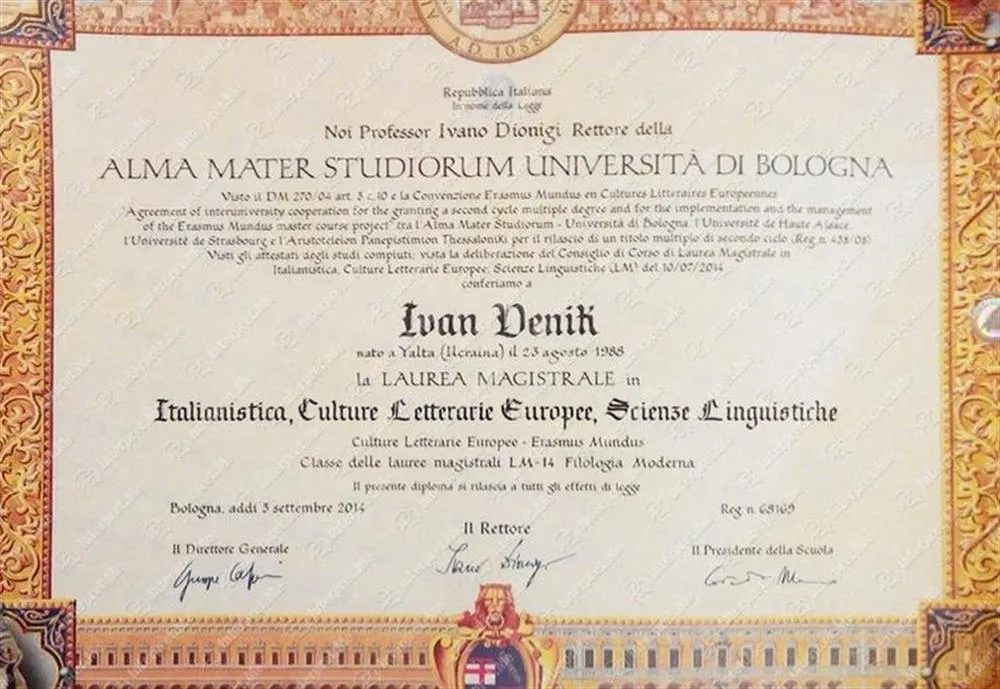 A.D. 1088
Repubblica Italiana
In nome della Legge
Noi Professor Ivano Dionigi Rettore della
ALMA MATER STUDIORUM UNIVERSITÀ DI BOLOGNA
Visto il DM 270/04 art. 3 c.10 e la Convenzione Erasmus Mundus en Cultures Litteraires Europeennes
"Agreement of interuniversity cooperation for the granting a second cycle multiple degree and for the implementation and the management
of the Erasmus Mundus master course project" tra l'Alma Mater Studiorum - Università di Bologna, l'Université de Haute Alsace,
l'Université de Strasbourg e l'Aristoteleion Panepistimion Thessaloniki per il rilascio di un titolo multiplo di secondo ciclo (Reg n. 438/08)
Visti gli attestati degli studi compiuti; vista la deliberazione del Consiglio di Corso di Laurea Magistrale in
Italianistica, Culture Letterarie Europee, Scienze Linguistiche (LM) del 10/07/2014
conferiamo a
Ivan Venik
nato a Yalta (Ucraina) il 23 agosto 1988
la LAUREA MAGISTRALE in
Italianistica, Culture Letterarie Europee, Scienze Linguistiche
Culture Letterarie Europee - Erasmus Mundus
Classe delle lauree magistrali LM-14 Filologia Moderna
Il presente diploma si rilascia a tutti gli effetti di legge
Bologna, addì 3 settembre 2014
Reg n. 68169
Il Rettore
Il Direttore Generale
Il Presidente della Scuola
Ivano Dionigi